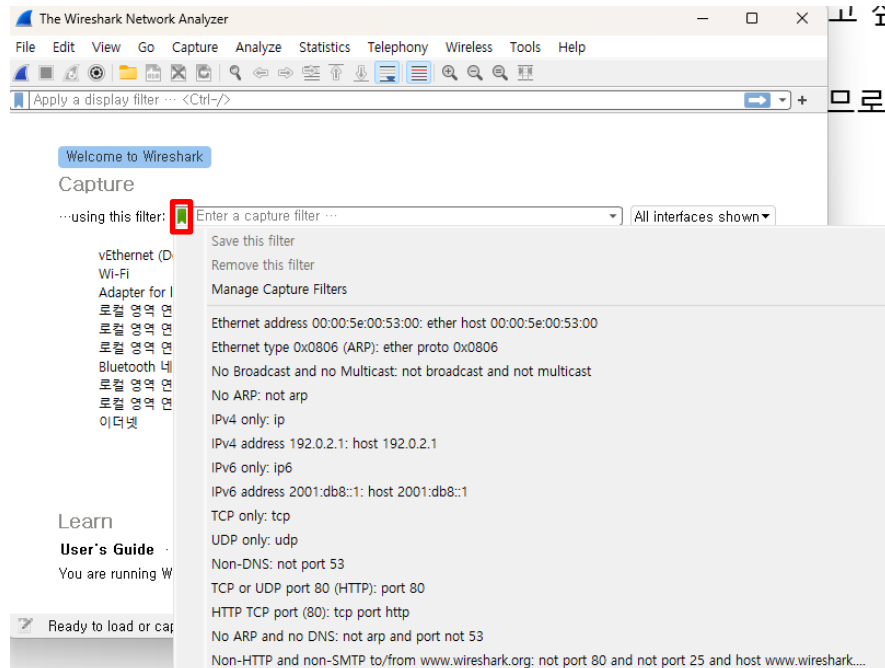 The Wireshark Network Analyzer
File Edit View Go Capture Analyze Statistics Telephony Wireless Tools Help
Apply a display filter ··· <Ctrl-/>
+
므로
Welcome to Wireshark
Capture
···using this filter:
Enter a capture filter ···
All interfaces shown
Save this filter
Remove this filter
Manage Capture Filters
vEthernet (D
Wi-Fi
Adapter for
로컬 영역 연
로컬 영역 연
로컬 영역 연
Bluetooth 네
로컬 영역 연
로컬 영역 연
이더넷
Ethernet address 00:00:5e:00:53:00: ether host 00:00:5e:00:53:00
Ethernet type 0x0806 (ARP): ether proto 0x0806
No Broadcast and no Multicast: not broadcast and not multicast
No ARP: not arp
IPv4 only: ip
IPv4 address 192.0.2.1: host 192.0.2.1
IPv6 only: ip6
IPv6 address 2001:db8::1: host 2001:db8::1
TCP only: tcp
UDP only: udp
Non-DNS: not port 53
TCP or UDP port 80 (HTTP): port 80
HTTP TCP port (80): tcp port http
No ARP and no DNS: not arp and port not 53
Non-HTTP and non-SMTP to/from www.wireshark.org: not port 80 and not port 25 and host www.wireshark....
Learn
User's Guide ·
You are running W
Ready to load or cap